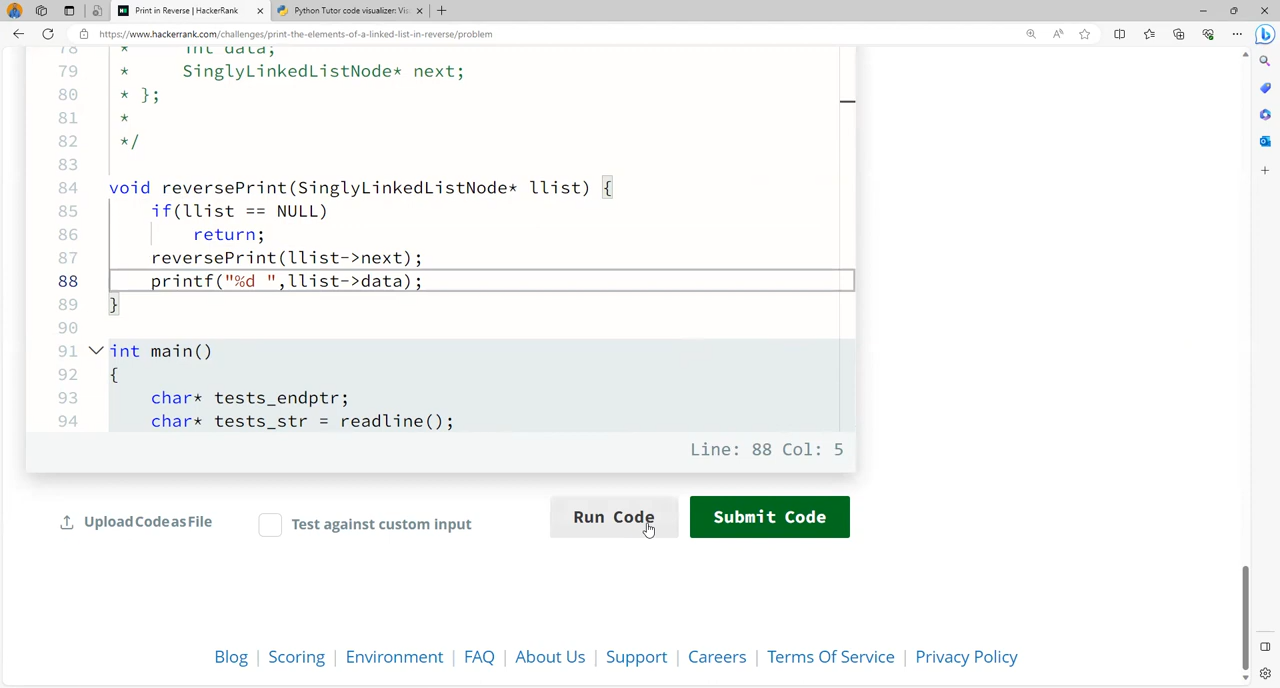 Print in Reverse | HackerRank
Python Tutor code visualizer: Vis
https://www.hackerrank.com/challenges/print-the-elements-of-a-linked-list-in-reverse/problem
78 * int data;
79 * SinglyLinkedListNode* next;
80 * };
81 *
82 */
83
84 void reversePrint(SinglyLinkedListNode* llist) {
85 if(llist == NULL)
86 return;
87 reversePrint(llist->next);
88 printf("%d ",llist->data);
89 }
90
91 int main()
92 {
93 char* tests_endptr;
94 char* tests_str = readline();
Line: 88 Col: 5
Upload Code as File
Test against custom input
Run Code
Submit Code
Blog | Scoring | Environment | FAQ | About Us | Support | Careers | Terms Of Service | Privacy Policy